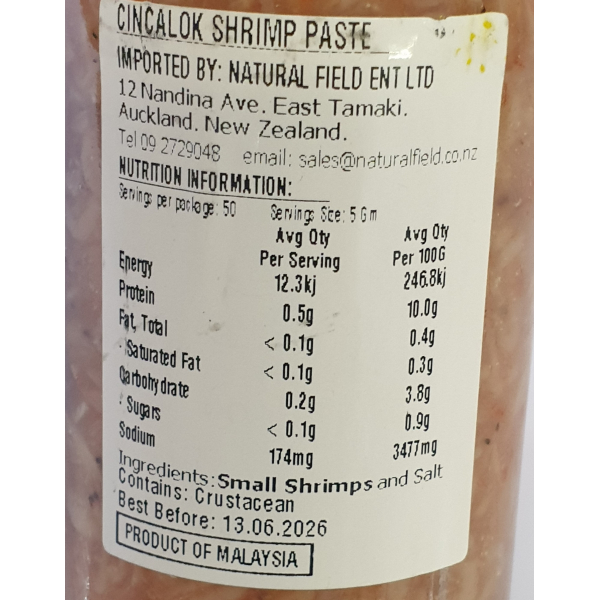 CINCALOK SHRIMP PASTE
IMPORTED BY: NATURAL FIELD ENT LTD
12 Nandina Ave. East Tamaki.
Auckland. New Zealand.
Tel 09 2729048 email: sales@naturalfield.co.nz
NUTRITION INFORMATION:
Servings per package: 50 Servings Size: 5 Gm
Avg Qty Avg Qty
Per Serving Per 100G
Energy 12.3kj 246.8kj
Protein 0.5g 10.0g
Fat, Total < 0.1g 0.4g
- Saturated Fat < 0.1g 0.3g
Carbohydrate 0.2g 3.8g
- Sugars < 0.1g 0.9g
Sodium 174mg 3477mg
Ingredients: Small Shrimps and Salt
Contains: Crustacean
Best Before: 13.06.2026
PRODUCT OF MALAYSIA